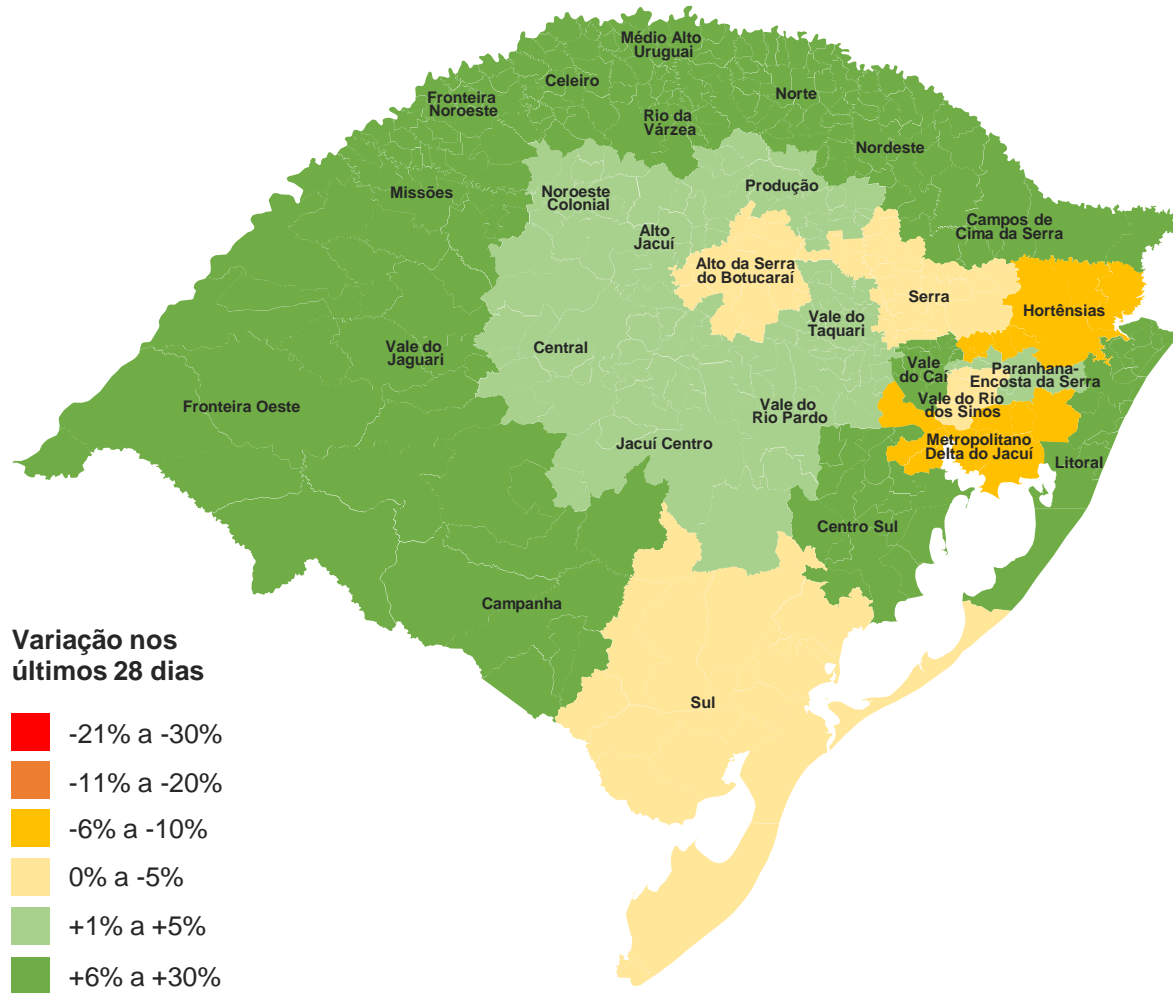 Médio Alto
Uruguai
Celeiro
Norte
Fronteira
Noroeste
Rio da
Várzea
Nordeste
Missões
Noroeste
Colonial
Produção
Campos de
Cima da Serra
Alto
Jacuí
Alto da Serra
do Botucaraí
Serra
Hortênsias
Vale do
Taquari
Central
Vale do
Jaguari
Vale
do Caí
Paranhana-
Encosta da Serra
Fronteira Oeste
Vale do
Rio Pardo
Vale do Rio
dos Sinos
Jacuí Centro
Metropolitano
Delta do Jacuí
Litoral
Centro Sul
Campanha
Sul
Variação nos
últimos 28 dias
-21% a -30%
-11% a -20%
-6% a -10%
0% a -5%
+1% a +5%
+6% a +30%